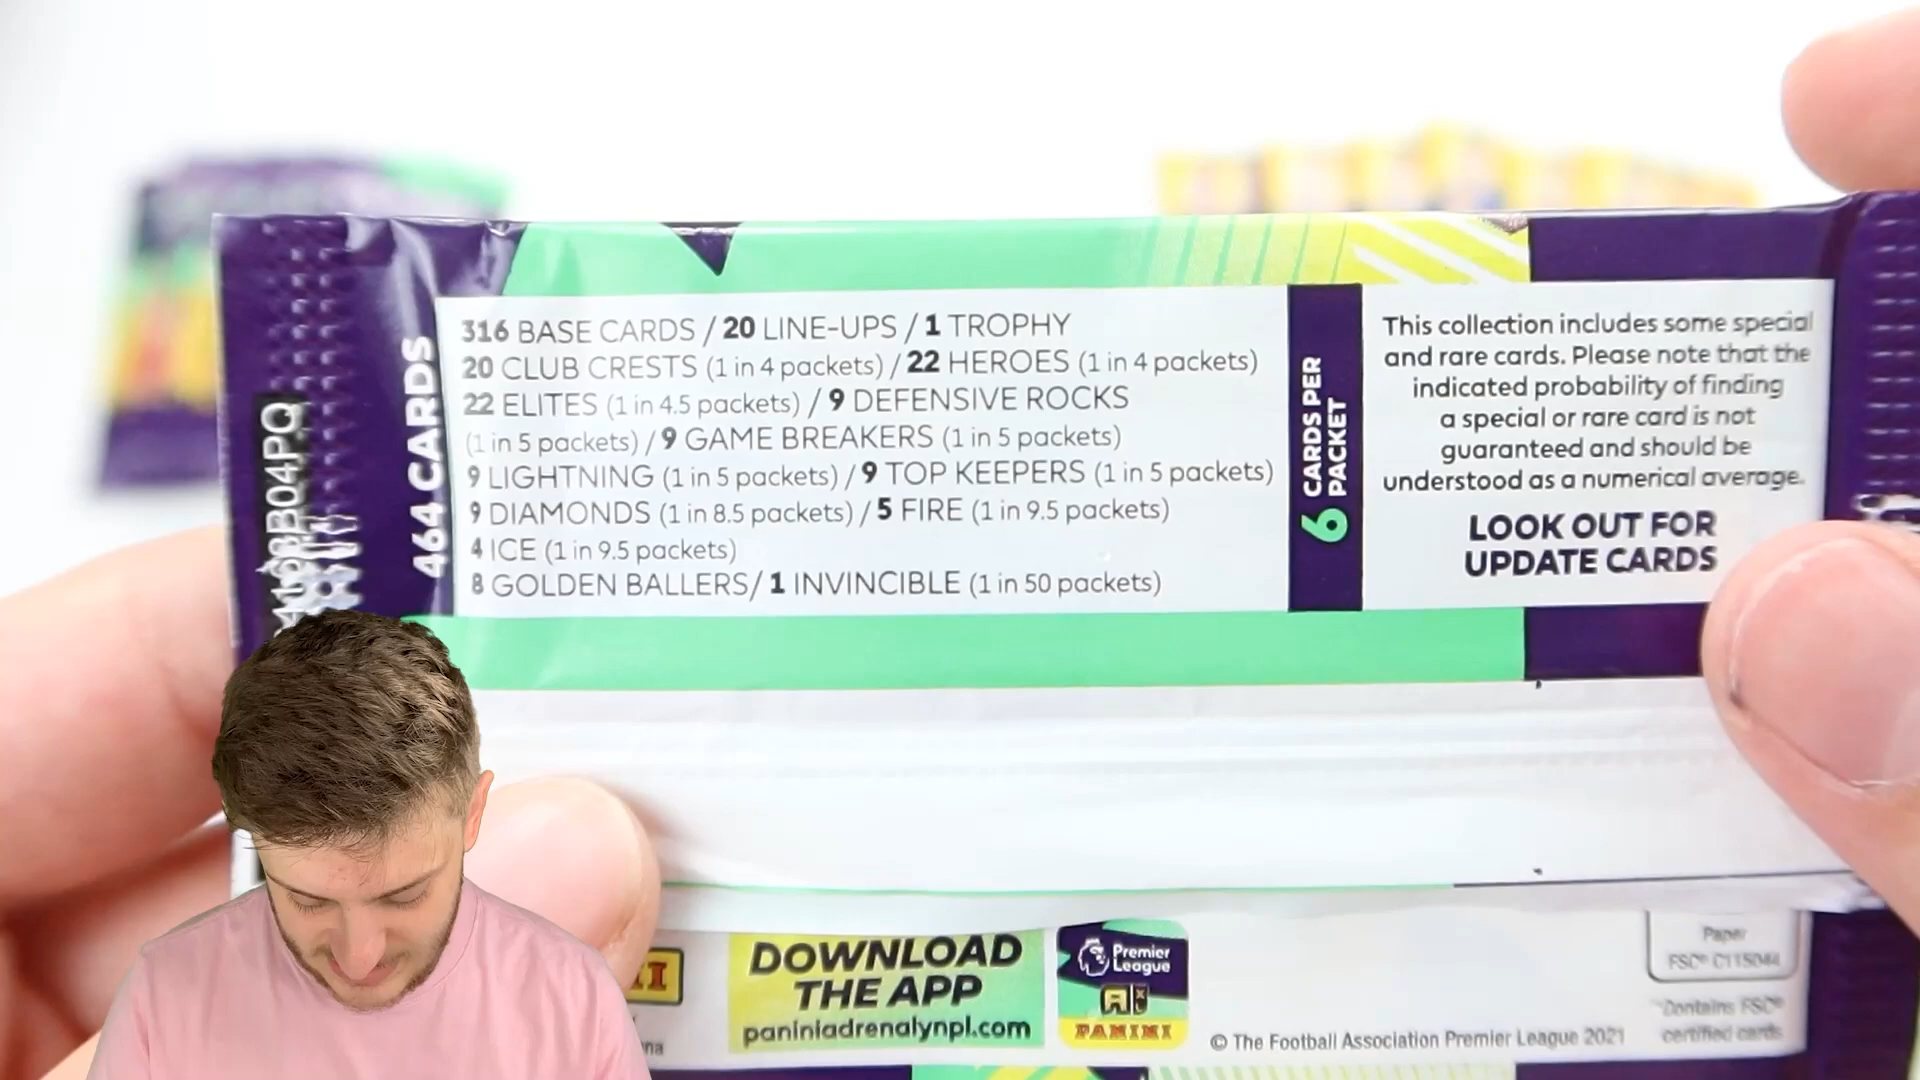 464 CARDS
316 BASE CARDS / 20 LINE-UPS / 1 TROPHY
20 CLUB CRESTS (1 in 4 packets) / 22 HEROES (1 in 4 packets)
22 ELITES (1 in 4.5 packets) / 9 DEFENSIVE ROCKS
(1 in 5 packets) / 9 GAME BREAKERS (1 in 5 packets)
9 LIGHTNING (1 in 5 packets) / 9 TOP KEEPERS (1 in 5 packets)
9 DIAMONDS (1 in 8.5 packets) / 5 FIRE (1 in 9.5 packets)
4 ICE (1 in 9.5 packets)
8 GOLDEN BALLERS/ 1 INVINCIBLE (1 in 50 packets)
6 CARDS PER
PACKET
This collection includes some special
and rare cards. Please note that the
indicated probability of finding
a special or rare card is not
guaranteed and should be
understood as a numerical average.
LOOK OUT FOR
UPDATE CARDS
DOWNLOAD
THE APP
paniniadrenalynpl.com
Premier
League
PANINI
© The Football Association Premier League 2021
Paper
FSC® C115044
Contains FSC®
certified cards